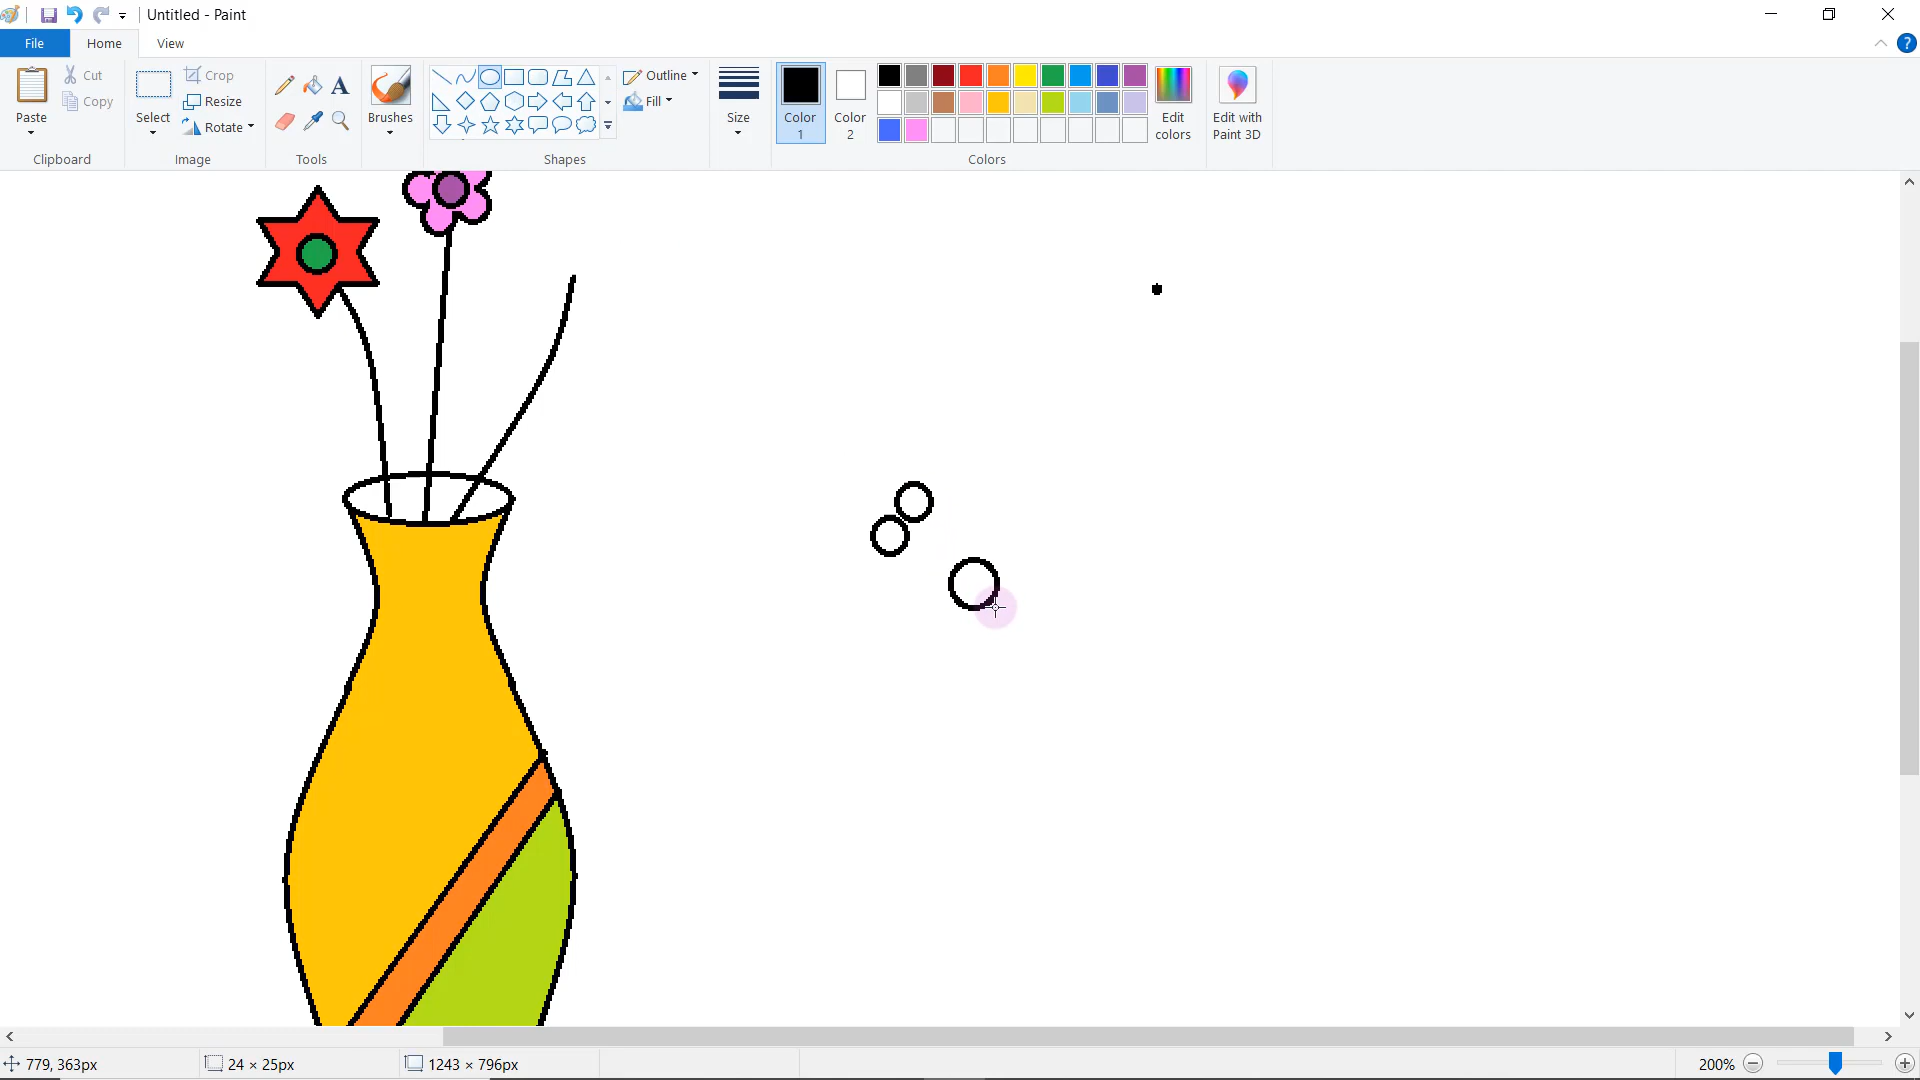 Untitled - Paint
File
Home
View
Paste
Cut
Copy
Clipboard
Select
Crop
Resize
Rotate
Image
A
Tools
Brushes
Outline
Fill
Shapes
Size
Color 1
Color 2
Edit colors
Colors
Edit with Paint 3D
?
779, 363px
24 × 25px
1243 × 796px
200%